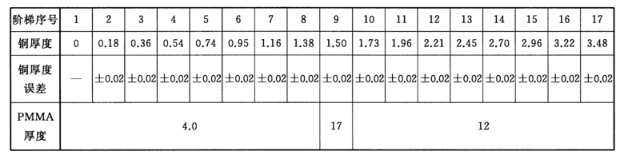 阶梯序号 1 2 3 4 5 6 7 8 9 10 11 12 13 14 15 16 17
铜厚度 0 0.18 0.36 0.54 0.74 0.95 1.16 1.38 1.50 1.73 1.96 2.21 2.45 2.70 2.96 3.22 3.48
铜厚度
误差 — ±0.02 ±0.02 ±0.02 ±0.02 ±0.02 ±0.02 ±0.02 ±0.02 ±0.02 ±0.02 ±0.02 ±0.02 ±0.02 ±0.02 ±0.02 ±0.02
PMMA
厚度 4.0 17 12